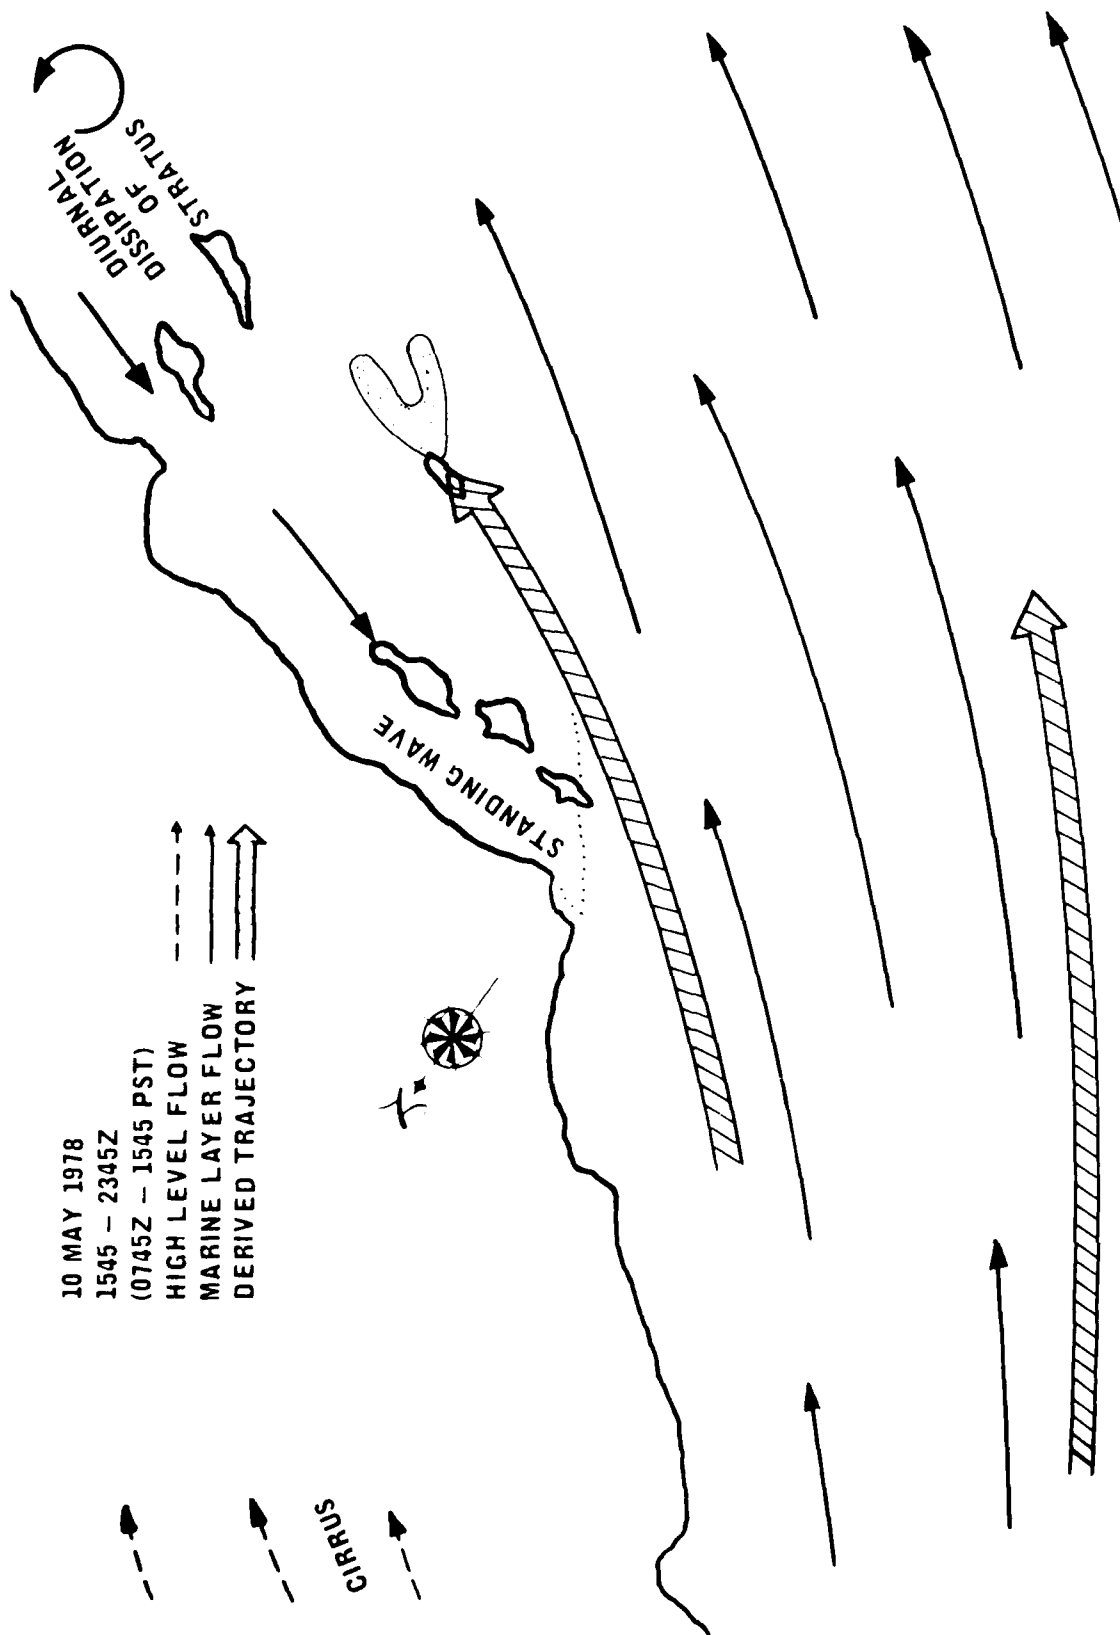 10 MAY 1978
1545 – 2345Z
(0745Z – 1545 PST)
HIGH LEVEL FLOW
MARINE LAYER FLOW
DERIVED TRAJECTORY
CIRRUS
STANDING WAVE
DIURNAL
DISSIPATION
OF
STRATUS